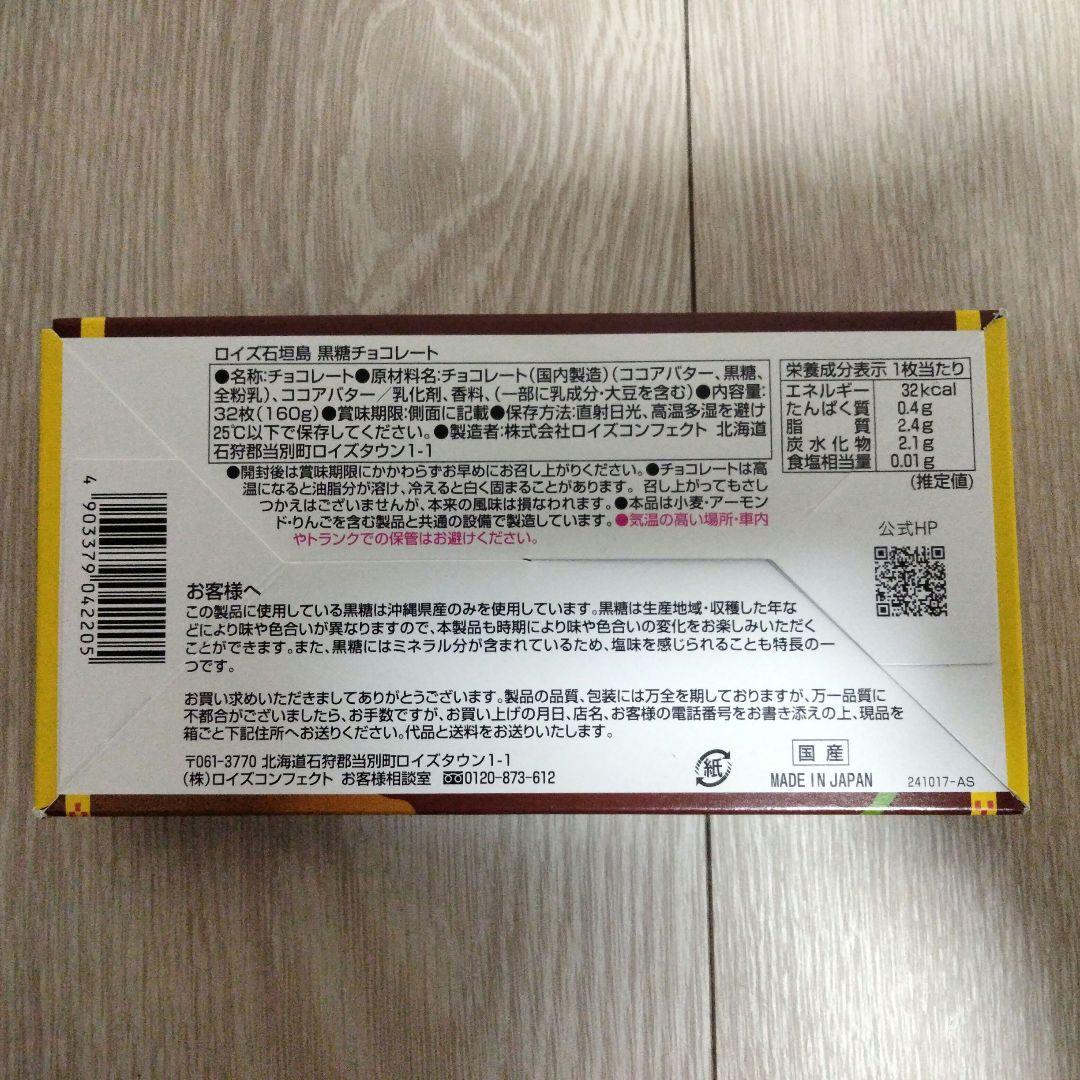 ロイズ石垣島 黒糖チョコレート
●名称:チョコレート●原材料名:チョコレート(国内製造)(ココアバター、黒糖、
全粉乳)、ココアバター/乳化剤、香料、(一部に乳成分・大豆を含む)●内容量:
32枚(160g)●賞味期限:側面に記載●保存方法:直射日光、高温多湿を避け
25℃以下で保存してください。●製造者:株式会社ロイズコンフェクト 北海道
石狩郡当別町ロイズタウン1-1
●開封後は賞味期限にかかわらずお早めにお召し上がりください。●チョコレートは高
温になると油脂分が溶け、冷えると白く固まることがあります。召し上がってもさし
つかえはございませんが、本来の風味は損なわれます。●本品は小麦・アーモン
ド・りんごを含む製品と共通の設備で製造しています。●気温の高い場所・車内
やトランクでの保管はお避けください。
栄養成分表示 1枚当たり
エネルギー 32kcal
たんぱく質 0.4g
脂質 2.4g
炭水化物 2.1g
食塩相当量 0.01g
(推定値)
公式HP
4 903379 042205
お客様へ
この製品に使用している黒糖は沖縄県産のみを使用しています。黒糖は生産地域・収穫した年な
どにより味や色合いが異なりますので、本製品も時期により味や色合いの変化をお楽しみいただく
ことができます。また、黒糖にはミネラル分が含まれているため、塩味を感じられることも特長の一
つです。
お買い求めいただきましてありがとうございます。製品の品質、包装には万全を期しておりますが、万一品質に
不都合がございましたら、お手数ですが、お買い上げの月日、店名、お客様の電話番号をお書き添えの上、現品を
箱ごと下記住所へお送りください。代品と送料をお送りいたします。
〒061-3770 北海道石狩郡当別町ロイズタウン1-1
(株)ロイズコンフェクト お客様相談室 0120-873-612
紙
国産
MADE IN JAPAN
241017-AS